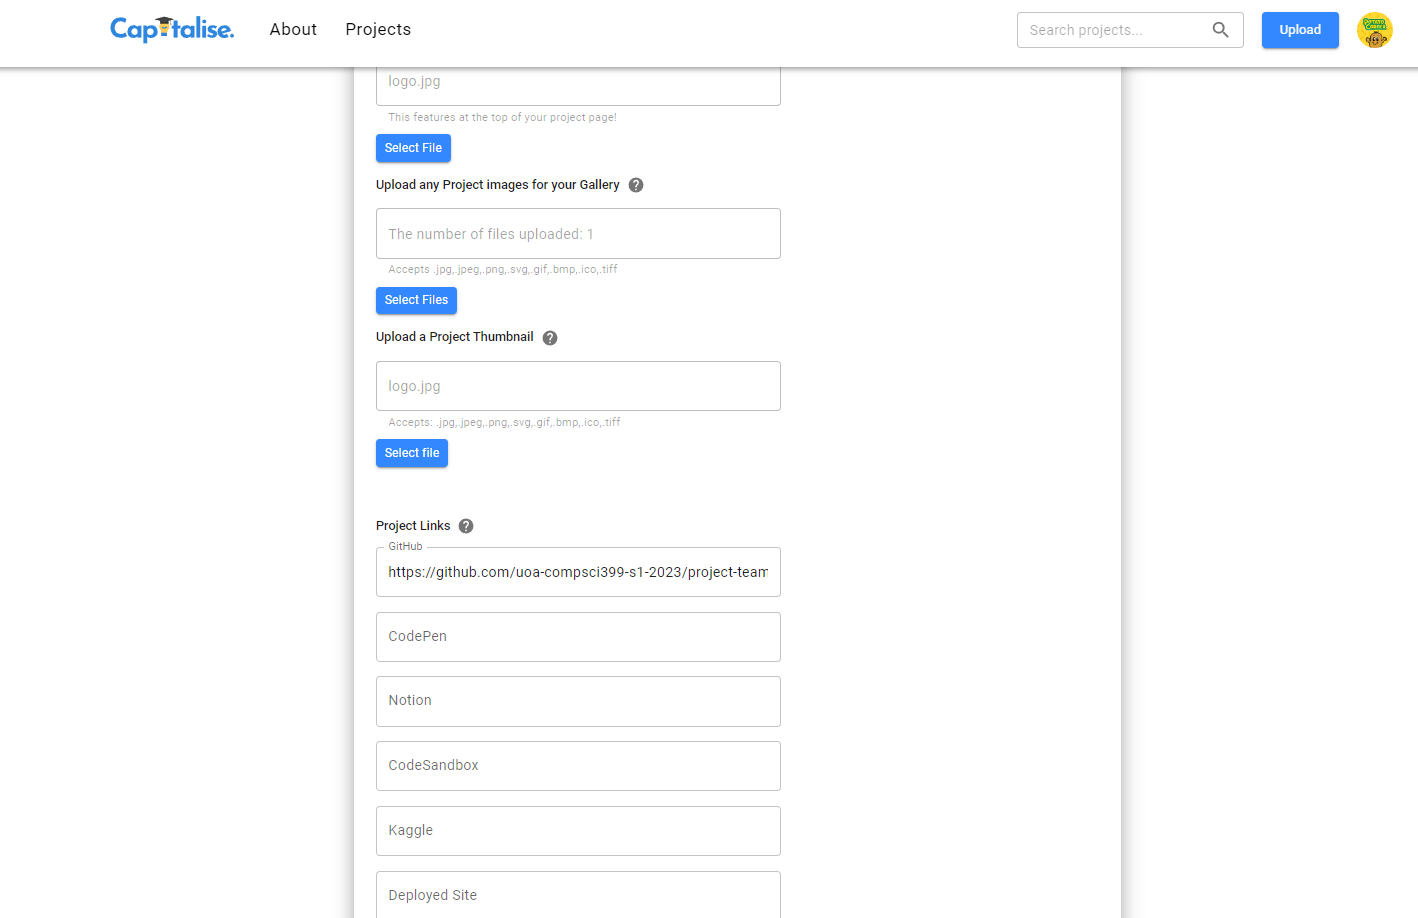 Capitalise.
About
Projects
Search projects...
Upload
POTATO CORNER
logo.jpg
This features at the top of your project page!
Select File
Upload any Project images for your Gallery ?
The number of files uploaded: 1
Accepts .jpg,.jpeg,.png,.svg,.gif,.bmp,.ico,.tiff
Select Files
Upload a Project Thumbnail ?
logo.jpg
Accepts: .jpg,.jpeg,.png,.svg,.gif,.bmp,.ico,.tiff
Select file
Project Links ?
GitHub
https://github.com/uoa-compsci399-s1-2023/project-team
CodePen
Notion
CodeSandbox
Kaggle
Deployed Site